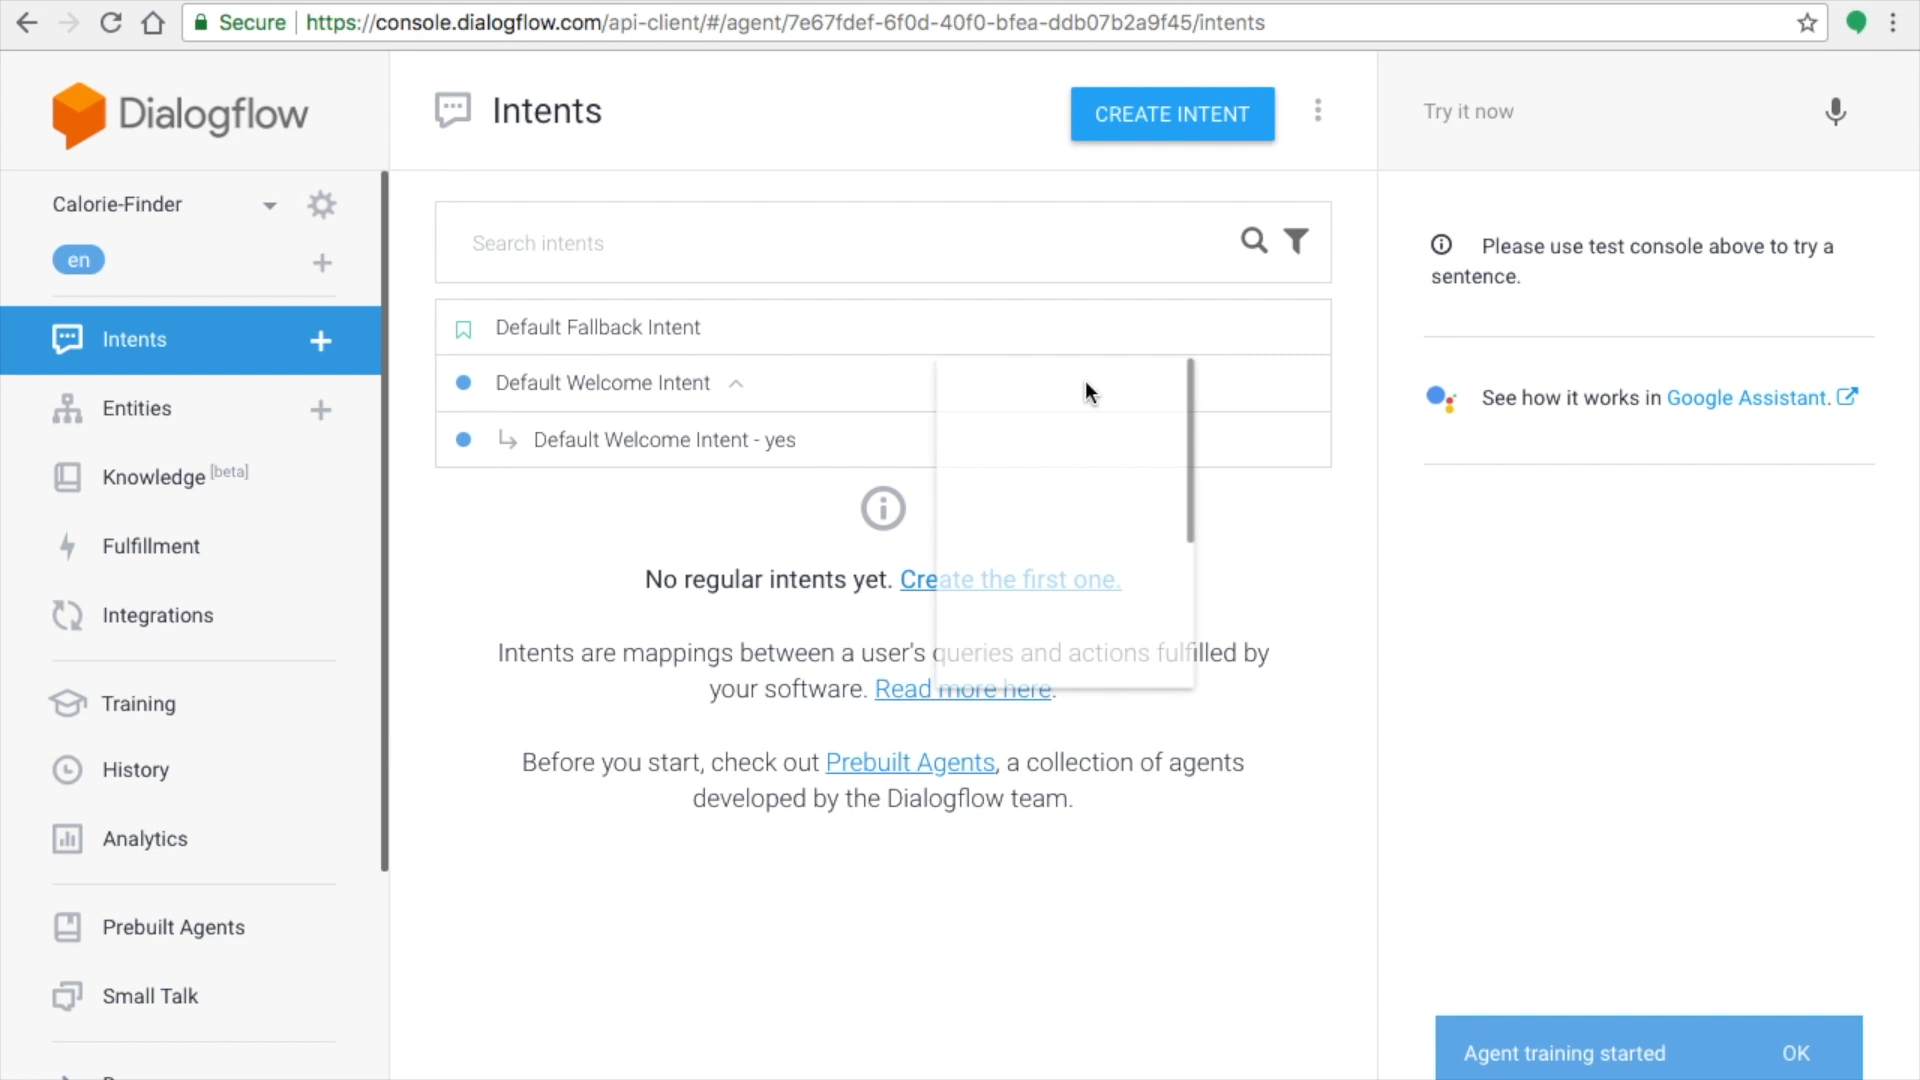 Secure https://console.dialogflow.com/api-client/#/agent/7e67fdef-6f0d-40f0-bfea-ddb07b2a9f45/intents
Dialogflow
Calorie-Finder
en
Intents
Entities
Knowledge [beta]
Fulfillment
Integrations
Training
History
Analytics
Prebuilt Agents
Small Talk
Intents
CREATE INTENT
Search intents
Default Fallback Intent
Default Welcome Intent
Default Welcome Intent - yes
No regular intents yet. Create the first one.
Intents are mappings between a user's queries and actions fulfilled by
your software. Read more here.
Before you start, check out Prebuilt Agents, a collection of agents
developed by the Dialogflow team.
Try it now
Please use test console above to try a
sentence.
See how it works in Google Assistant.
Agent training started OK